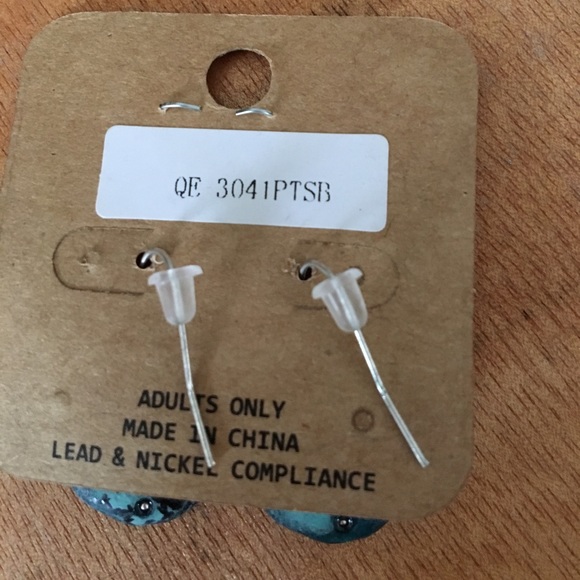 QE 3041PTSB
ADULTS ONLY
MADE IN CHINA
LEAD & NICKEL COMPLIANCE